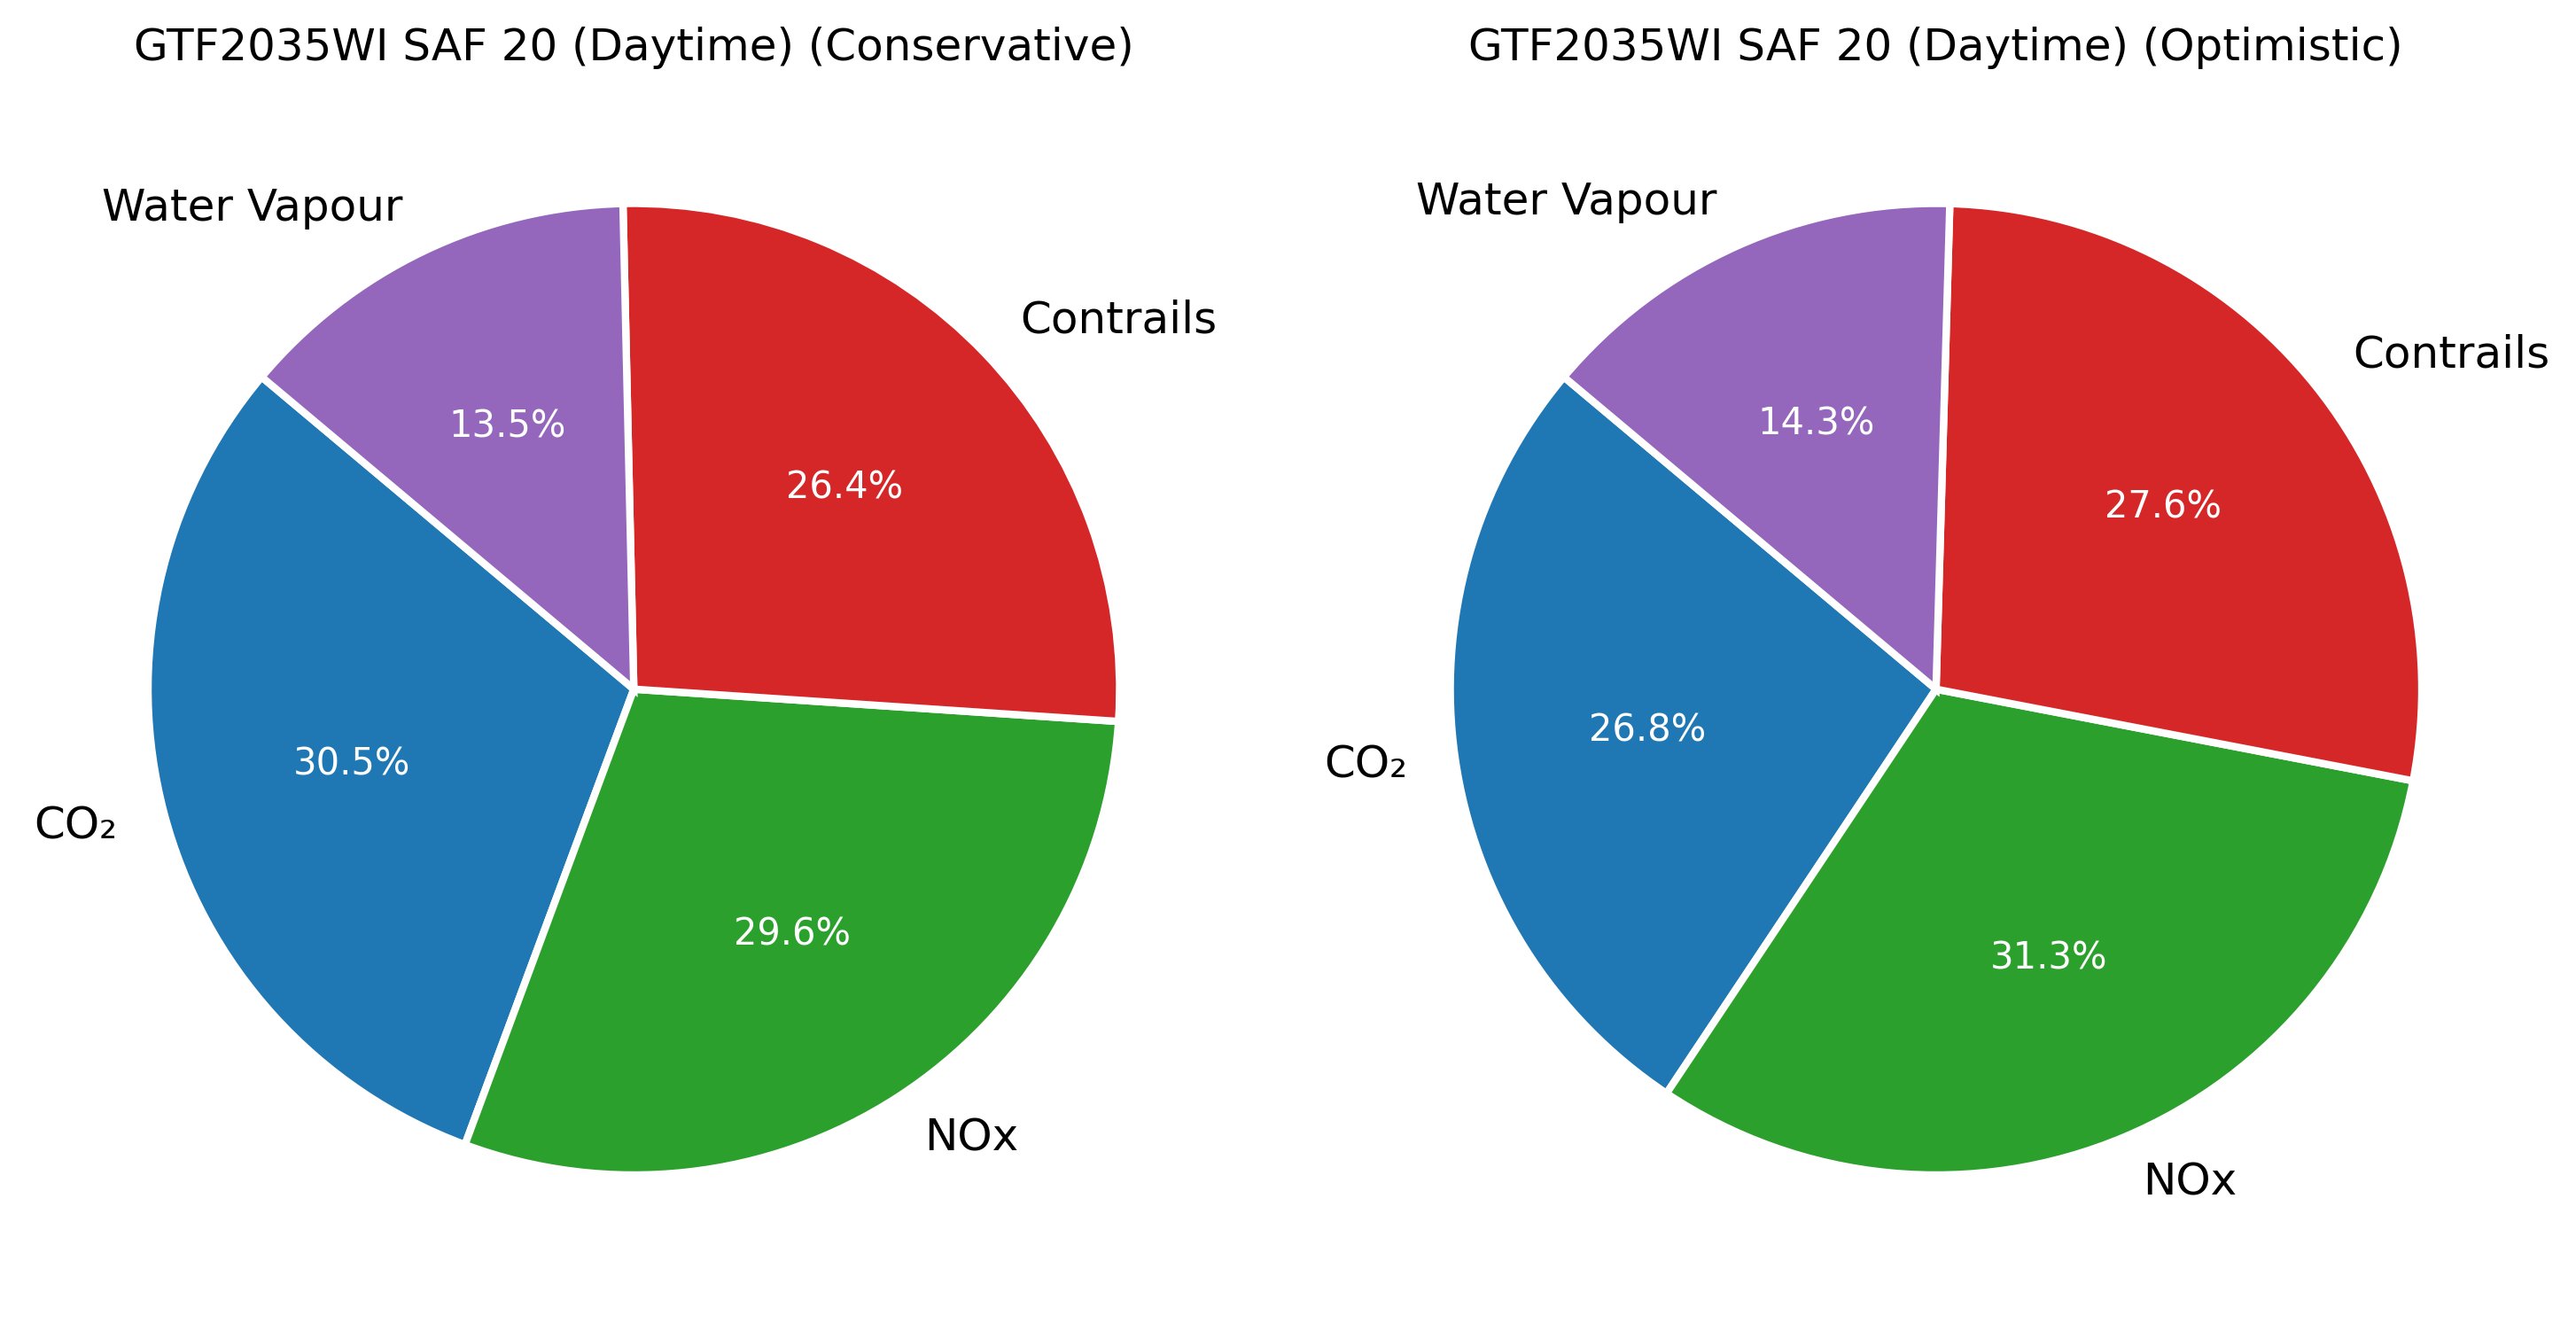 GTF2035WI SAF 20 (Daytime) (Conservative)
Water Vapour
Contrails
13.5%
26.4%
30.5%
CO₂
29.6%
NOx
GTF2035WI SAF 20 (Daytime) (Optimistic)
Water Vapour
Contrails
14.3%
27.6%
26.8%
CO₂
31.3%
NOx